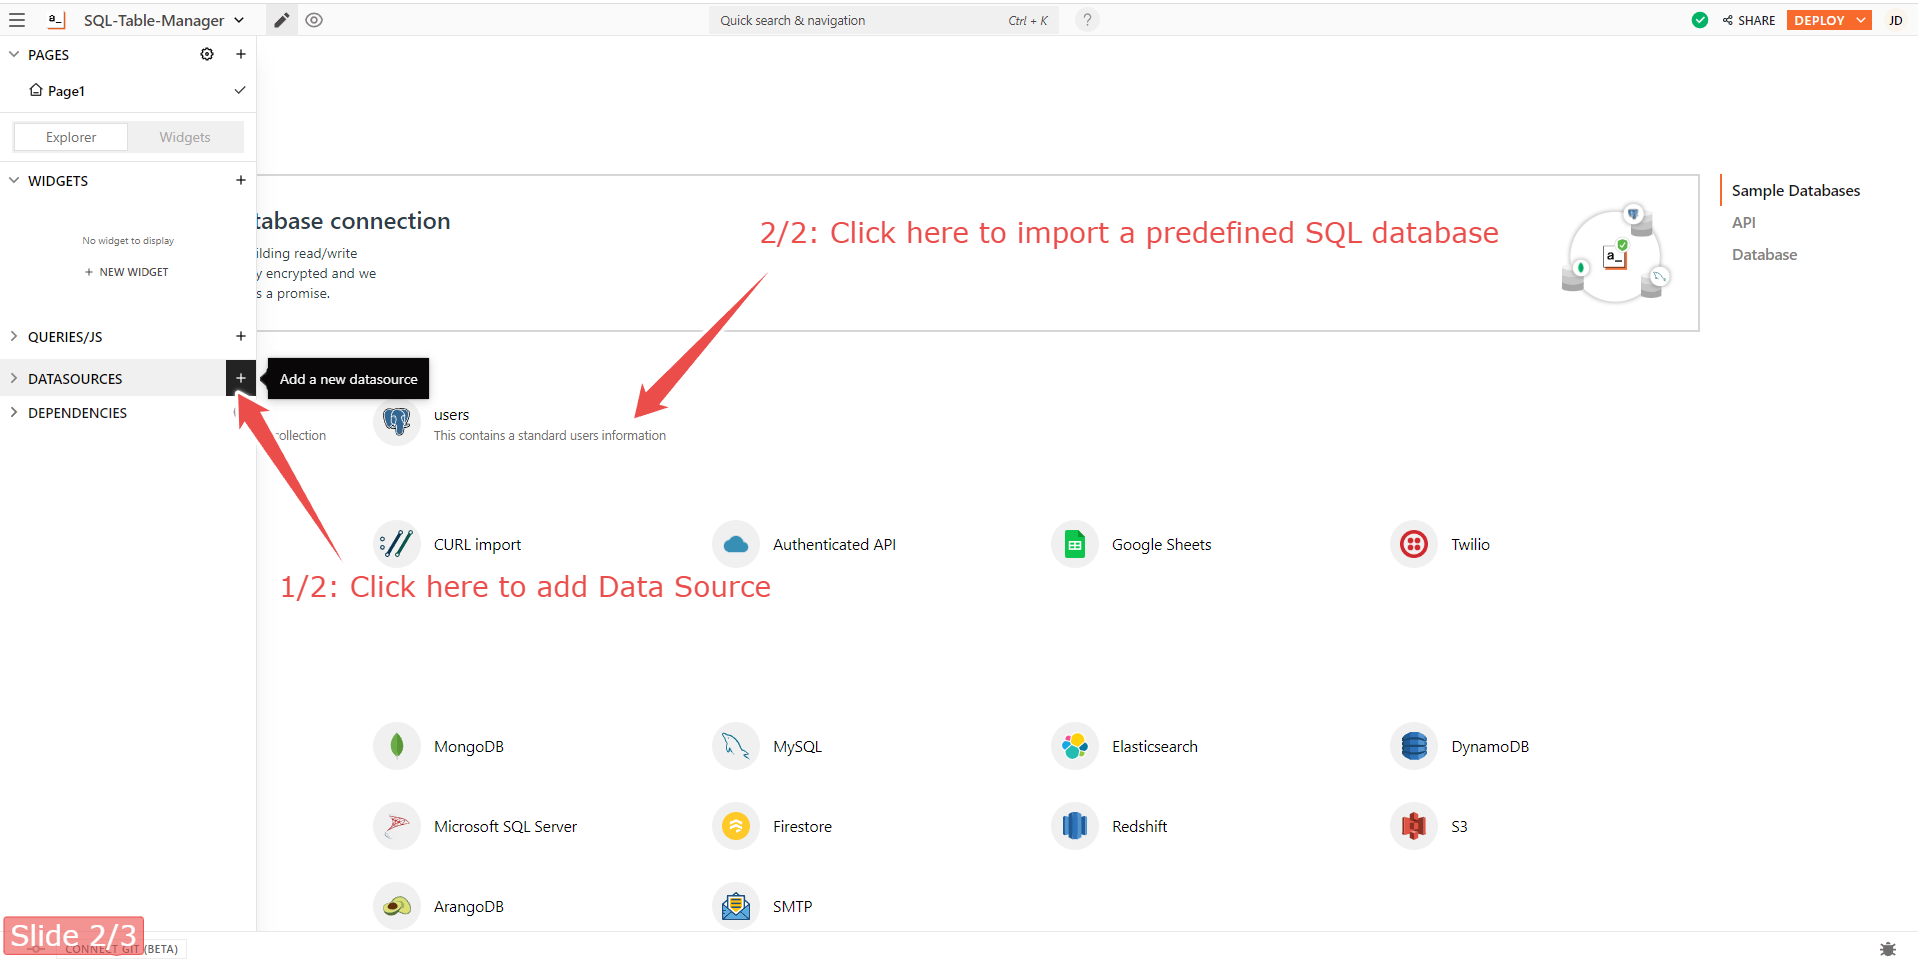 a_
SQL-Table-Manager
Quick search & navigation Ctrl + K
?
SHARE
DEPLOY
JD
PAGES
Page1
Explorer Widgets
WIDGETS
No widget to display
+ NEW WIDGET
QUERIES/JS
DATASOURCES
Add a new datasource
DEPENDENCIES
tabase connection
ilding read/write
y encrypted and we
s a promise.
2/2: Click here to import a predefined SQL database
a_
Sample Databases
API
Database
collection
users
This contains a standard users information
CURL import
Authenticated API
Google Sheets
Twilio
1/2: Click here to add Data Source
MongoDB
MySQL
Elasticsearch
DynamoDB
Microsoft SQL Server
Firestore
Redshift
S3
ArangoDB
SMTP
Slide 2/3
CONNECT GIT (BETA)